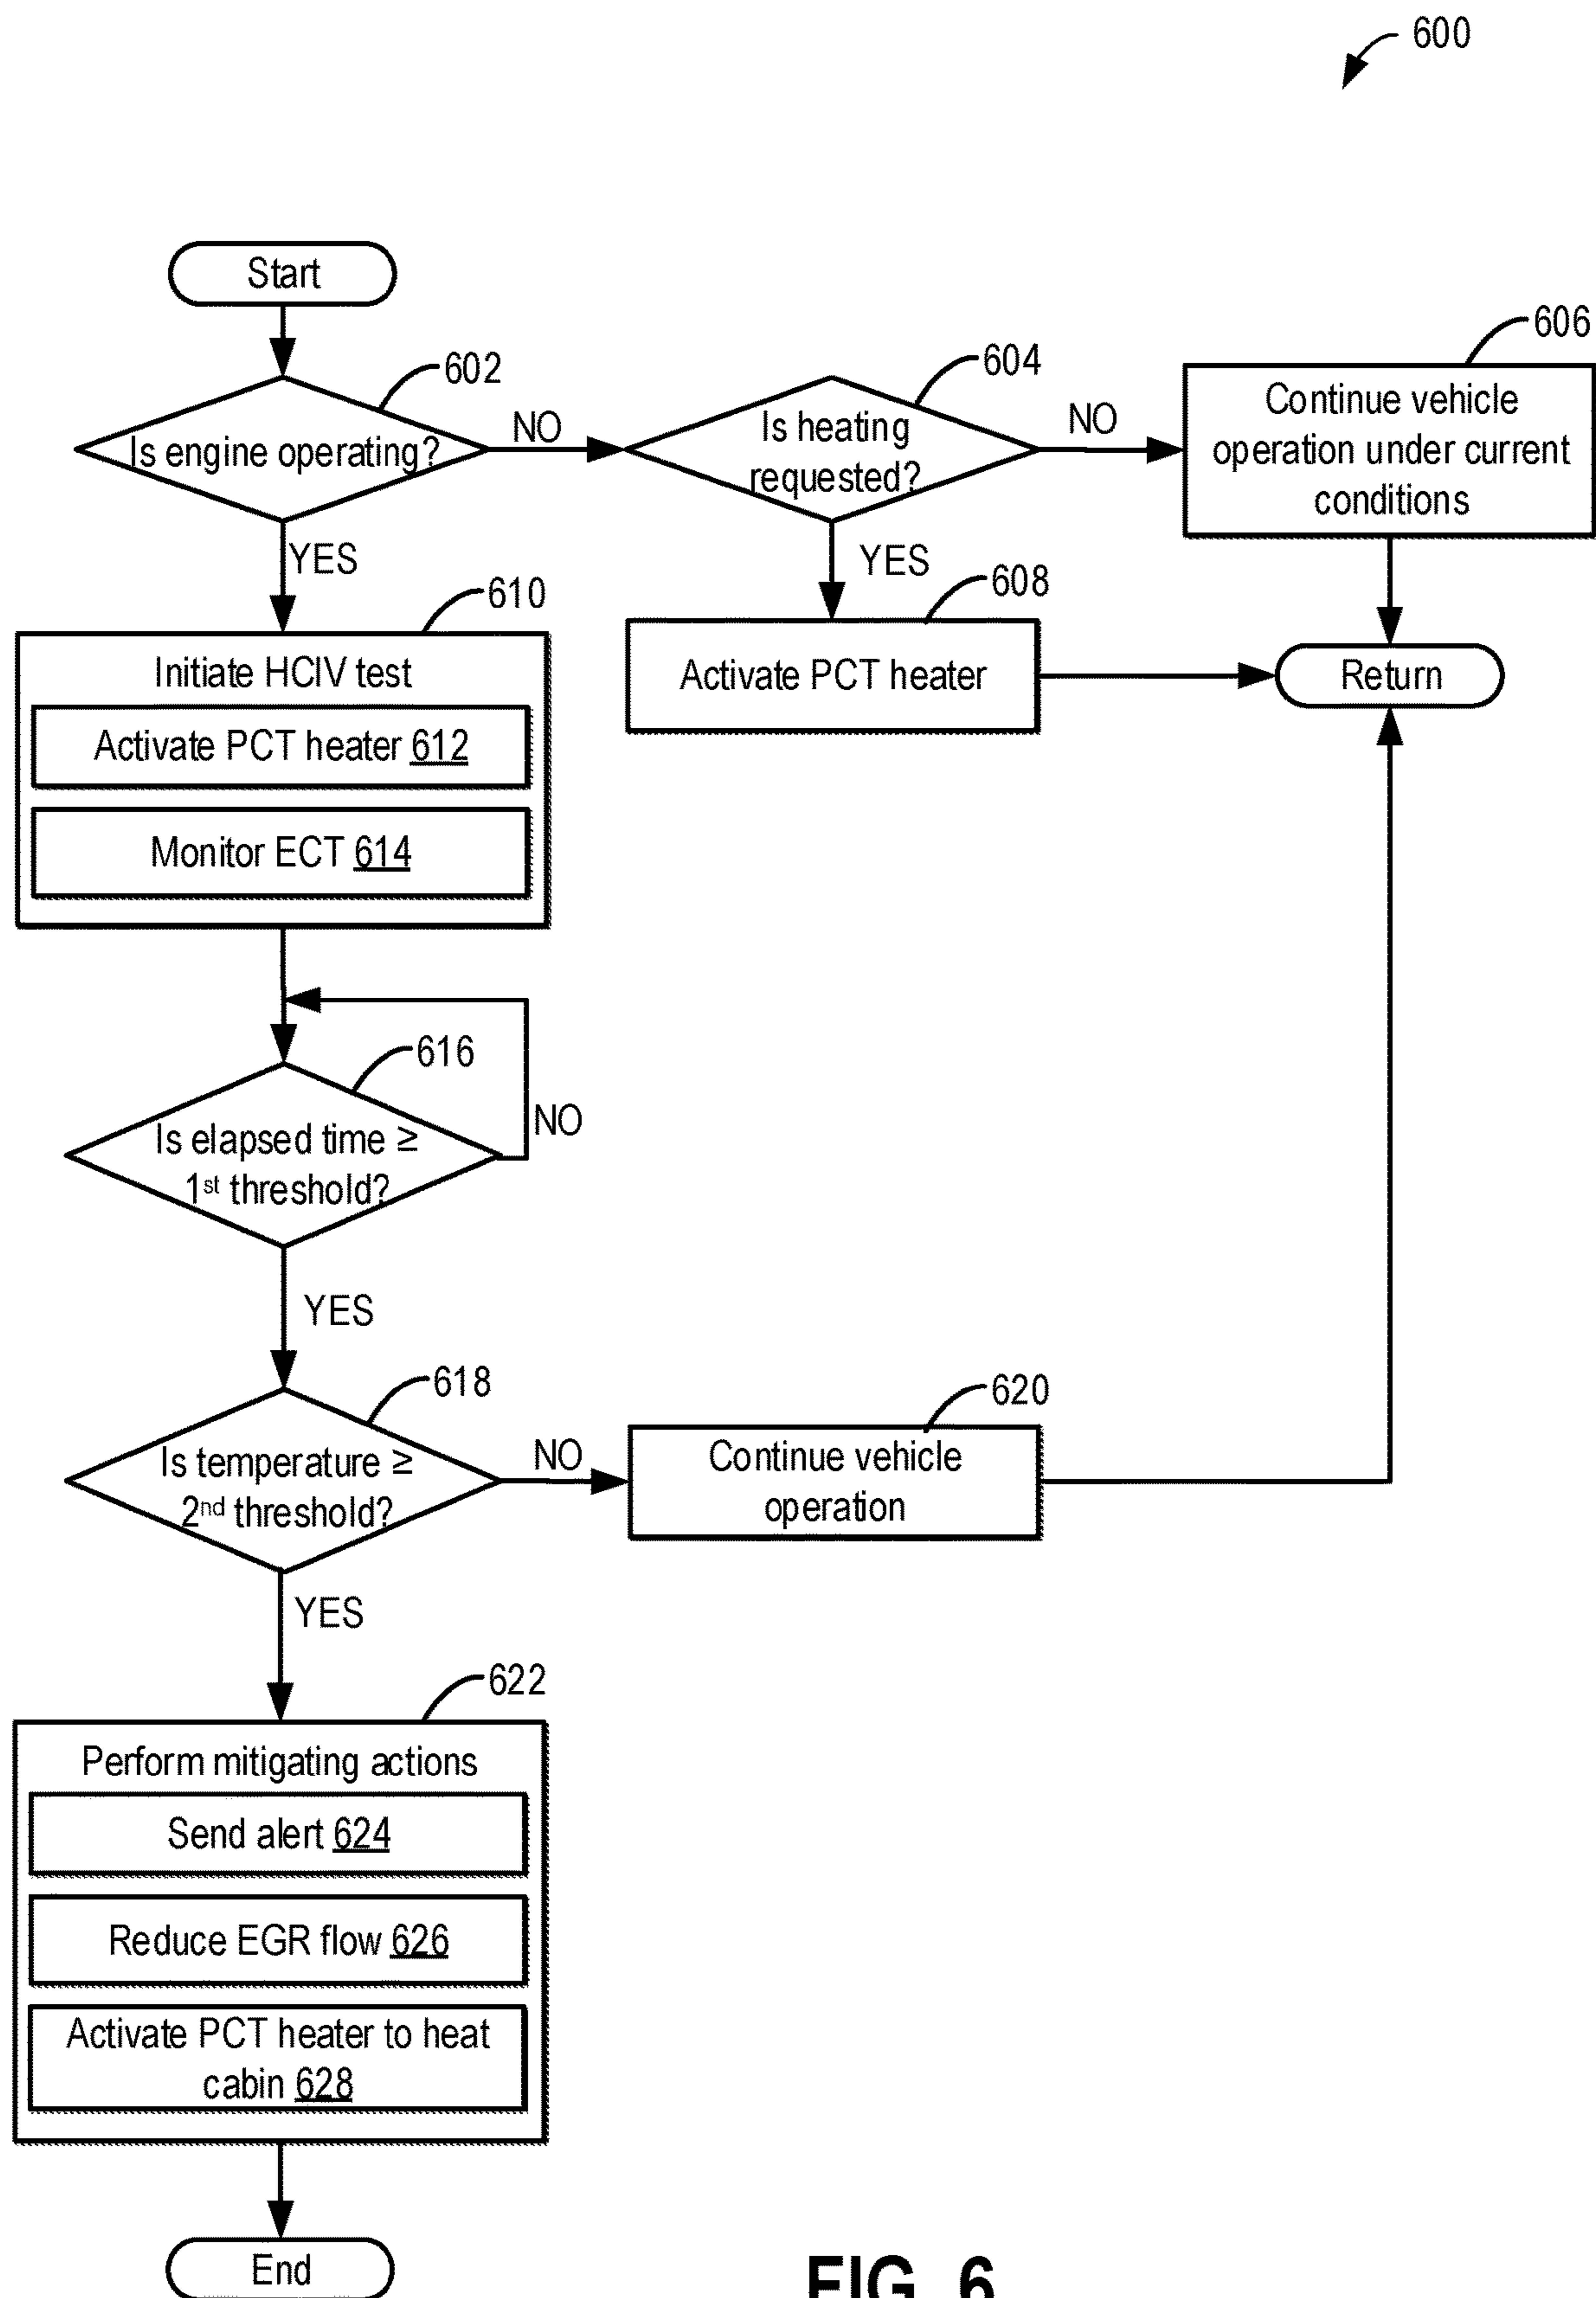 600
Start
602
Is engine operating?
NO
604
Is heating
requested?
NO
606
Continue vehicle
operation under current
conditions
YES
YES
608
Activate PCT heater
Return
610
Initiate HCIV test
Activate PCT heater 612
Monitor ECT 614
616
Is elapsed time ≥
1st threshold?
NO
YES
618
Is temperature ≥
2nd threshold?
NO
620
Continue vehicle
operation
YES
622
Perform mitigating actions
Send alert 624
Reduce EGR flow 626
Activate PCT heater to heat
cabin 628
End
FIG. 6